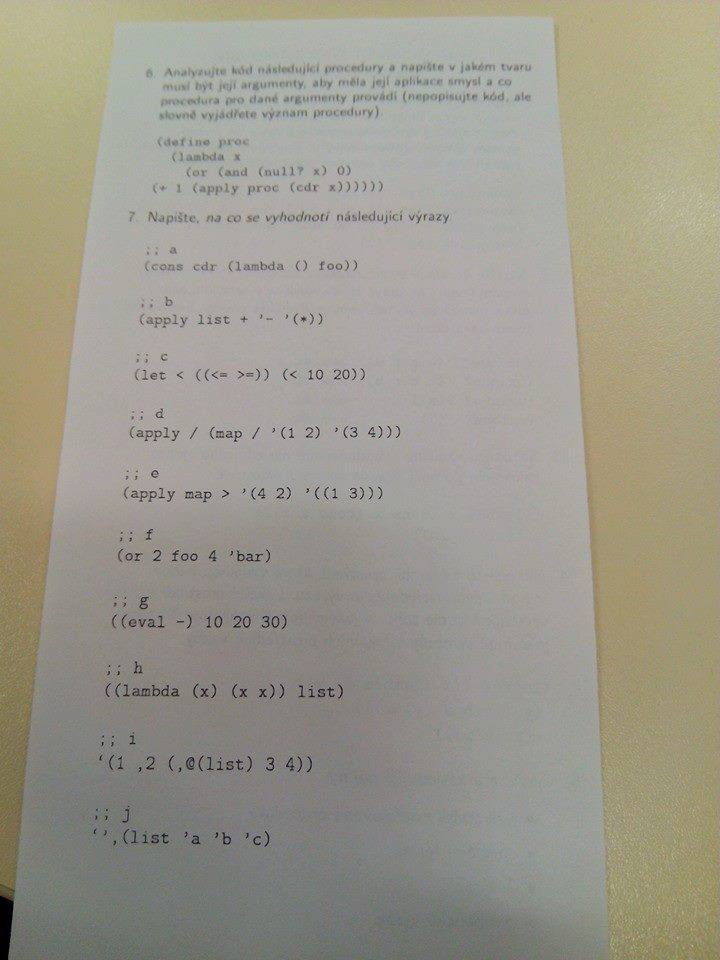 6. Analyzujte kód následující procedury a napište v jakém tvaru
musí být její argumenty, aby měla její aplikace smysl a co
procedura pro dané argumenty provádí (nepopisujte kód, ale
slovně vyjádřete význam procedury)
(define proc
(lambda x
(or (and (null? x) 0)
(+ 1 (apply proc (cdr x))))))
7. Napište, na co se vyhodnotí následující výrazy
;; a
(cons cdr (lambda () foo))
;; b
(apply list + '- '(*))
;; c
(let < ((<= >=)) (< 10 20))
;; d
(apply / (map / '(1 2) '(3 4)))
;; e
(apply map > '(4 2) '((1 3)))
;; f
(or 2 foo 4 'bar)
;; g
((eval -) 10 20 30)
;; h
((lambda (x) (x x)) list)
;; i
‘(1 ,2 (,@(list) 3 4))
;; j
‘’,(list 'a 'b 'c)